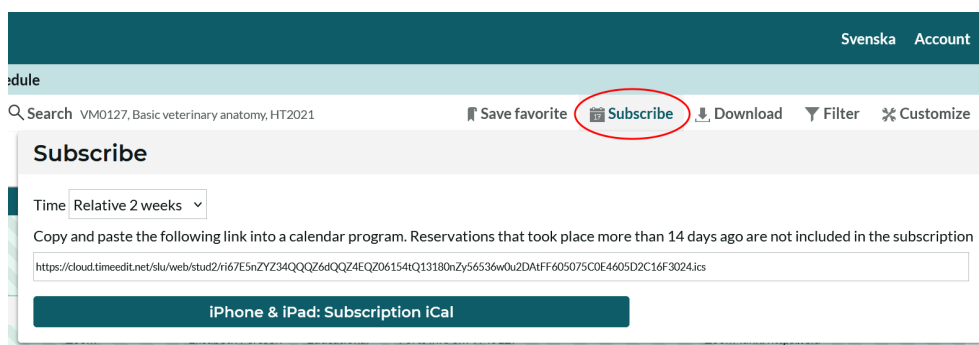 Svenska Account
edule
Search VM0127, Basic veterinary anatomy, HT2021 Save favorite 17 Subscribe Download Filter Customize
Subscribe
Time Relative 2 weeks
Copy and paste the following link into a calendar program. Reservations that took place more than 14 days ago are not included in the subscription
https://cloud.timeedit.net/slu/web/stud2/ri67E5nZYZ34QQQZ6dQQZ4EQZ06154tQ13180nZy56536w0u2DAtFF605075C0E4605D2C16F3024.ics
iPhone & iPad: Subscription iCal